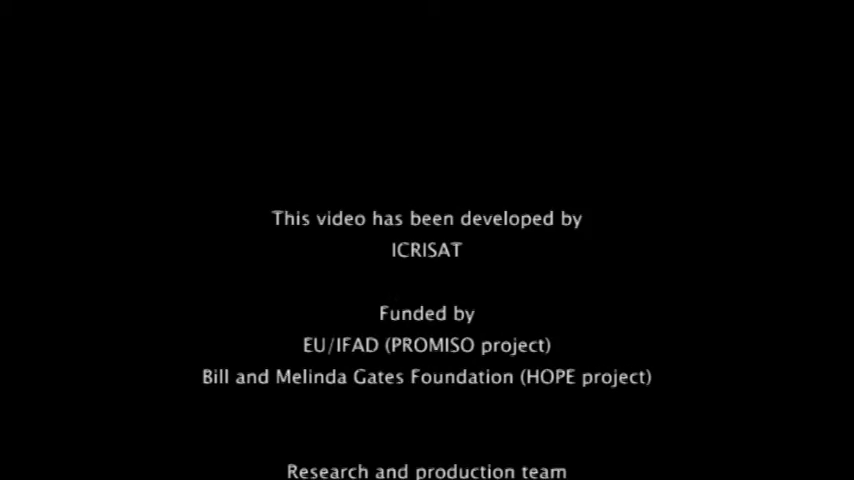 This video has been developed by
ICRISAT
Funded by
EU/IFAD (PROMISO project)
Bill and Melinda Gates Foundation (HOPE project)
Research and production team